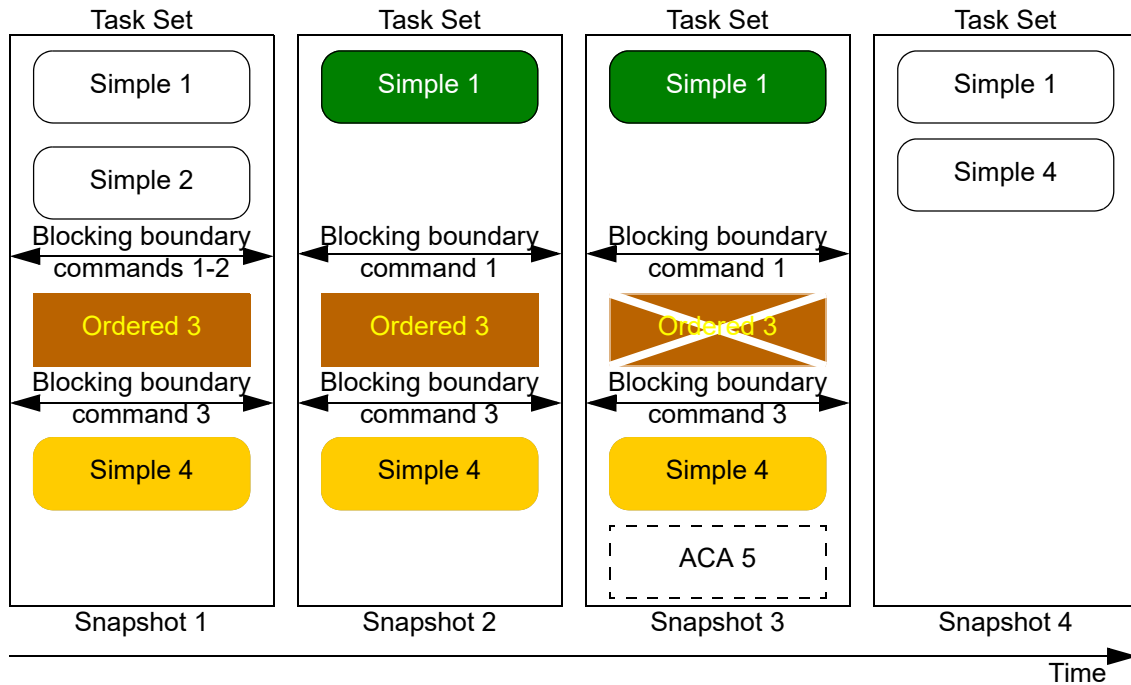 Task Set
Task Set
Task Set
Task Set
Simple 1
Simple 1
Simple 1
Simple 1
Simple 2
Simple 4
Blocking boundary
commands 1-2
Blocking boundary
command 1
Blocking boundary
command 1
Ordered 3
Ordered 3
Ordered 3
Blocking boundary
command 3
Blocking boundary
command 3
Blocking boundary
command 3
Simple 4
Simple 4
Simple 4
ACA 5
Snapshot 1
Snapshot 2
Snapshot 3
Snapshot 4
Time